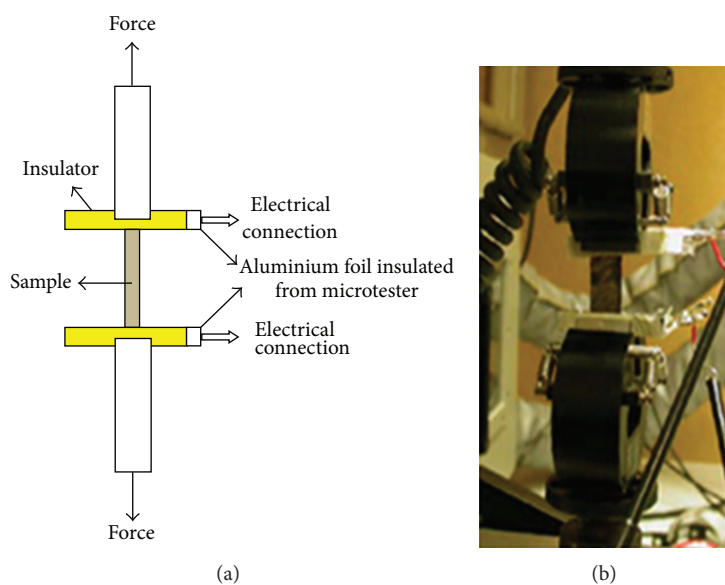 Force
Insulator
Electrical
connection
Sample
Aluminium foil insulated
from microtester
Electrical
connection
Force
(a)
(b)